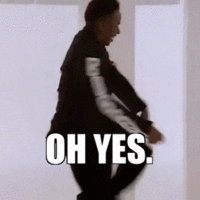 OH YES.